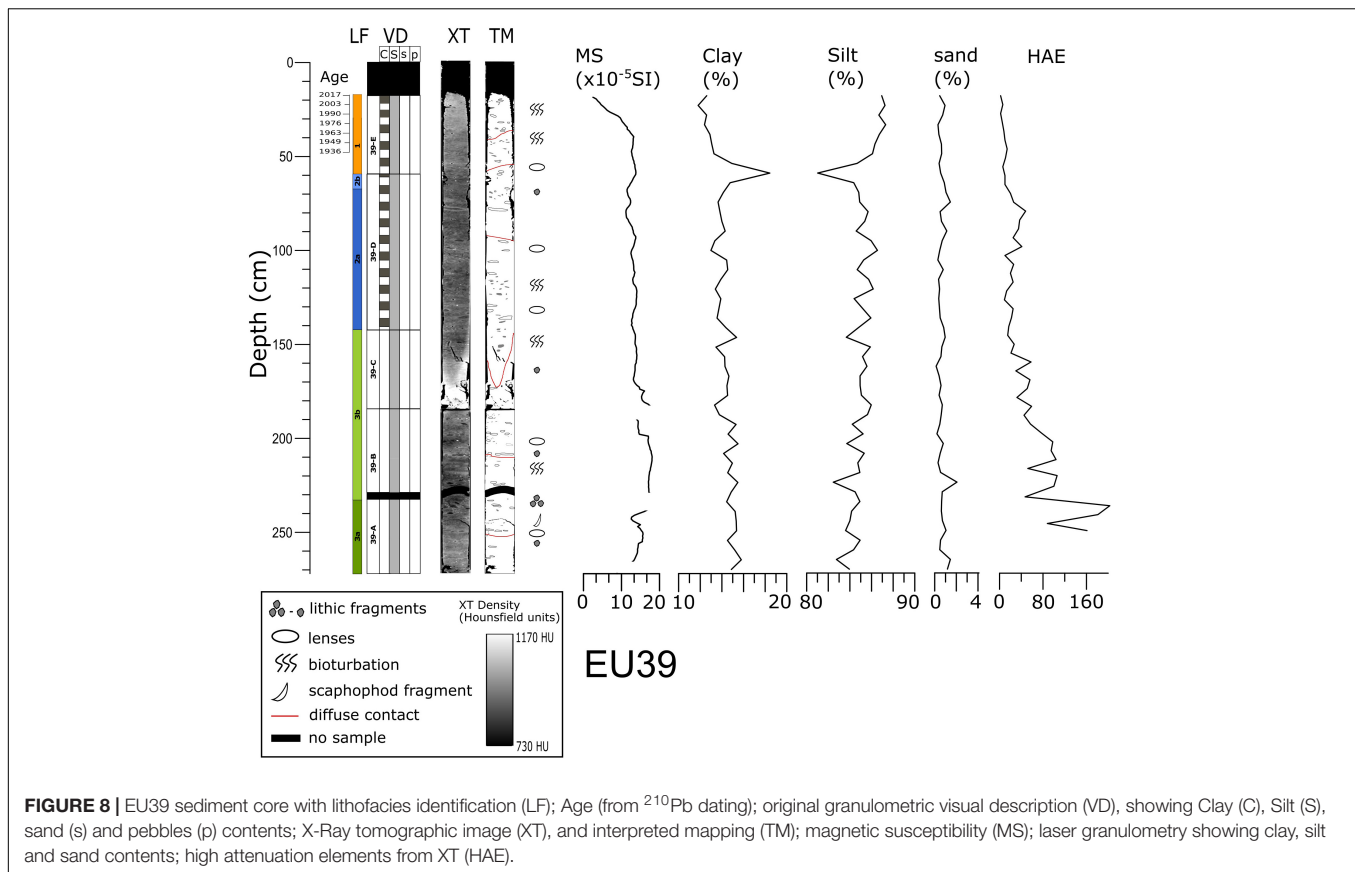 LF VD XT TM
C S s p
MS
(x10⁻⁵SI)
Clay
(%)
Silt
(%)
sand
(%)
HAE
Depth (cm)
0
50
100
150
200
250
Age
2017
2003
1990
1976
1963
1949
1936
1
2b
2a
3b
3a
39-E
39-D
39-C
39-B
39-A
0 10 20
10 20
80 90
0 4
0 80 160
lithic fragments
lenses
bioturbation
scaphophod fragment
diffuse contact
no sample
XT Density
(Hounsfield units)
1170 HU
730 HU
EU39
FIGURE 8 | EU39 sediment core with lithofacies identification (LF); Age (from ²¹⁰Pb dating); original granulometric visual description (VD), showing Clay (C), Silt (S),
sand (s) and pebbles (p) contents; X-Ray tomographic image (XT), and interpreted mapping (TM); magnetic susceptibility (MS); laser granulometry showing clay, silt
and sand contents; high attenuation elements from XT (HAE).